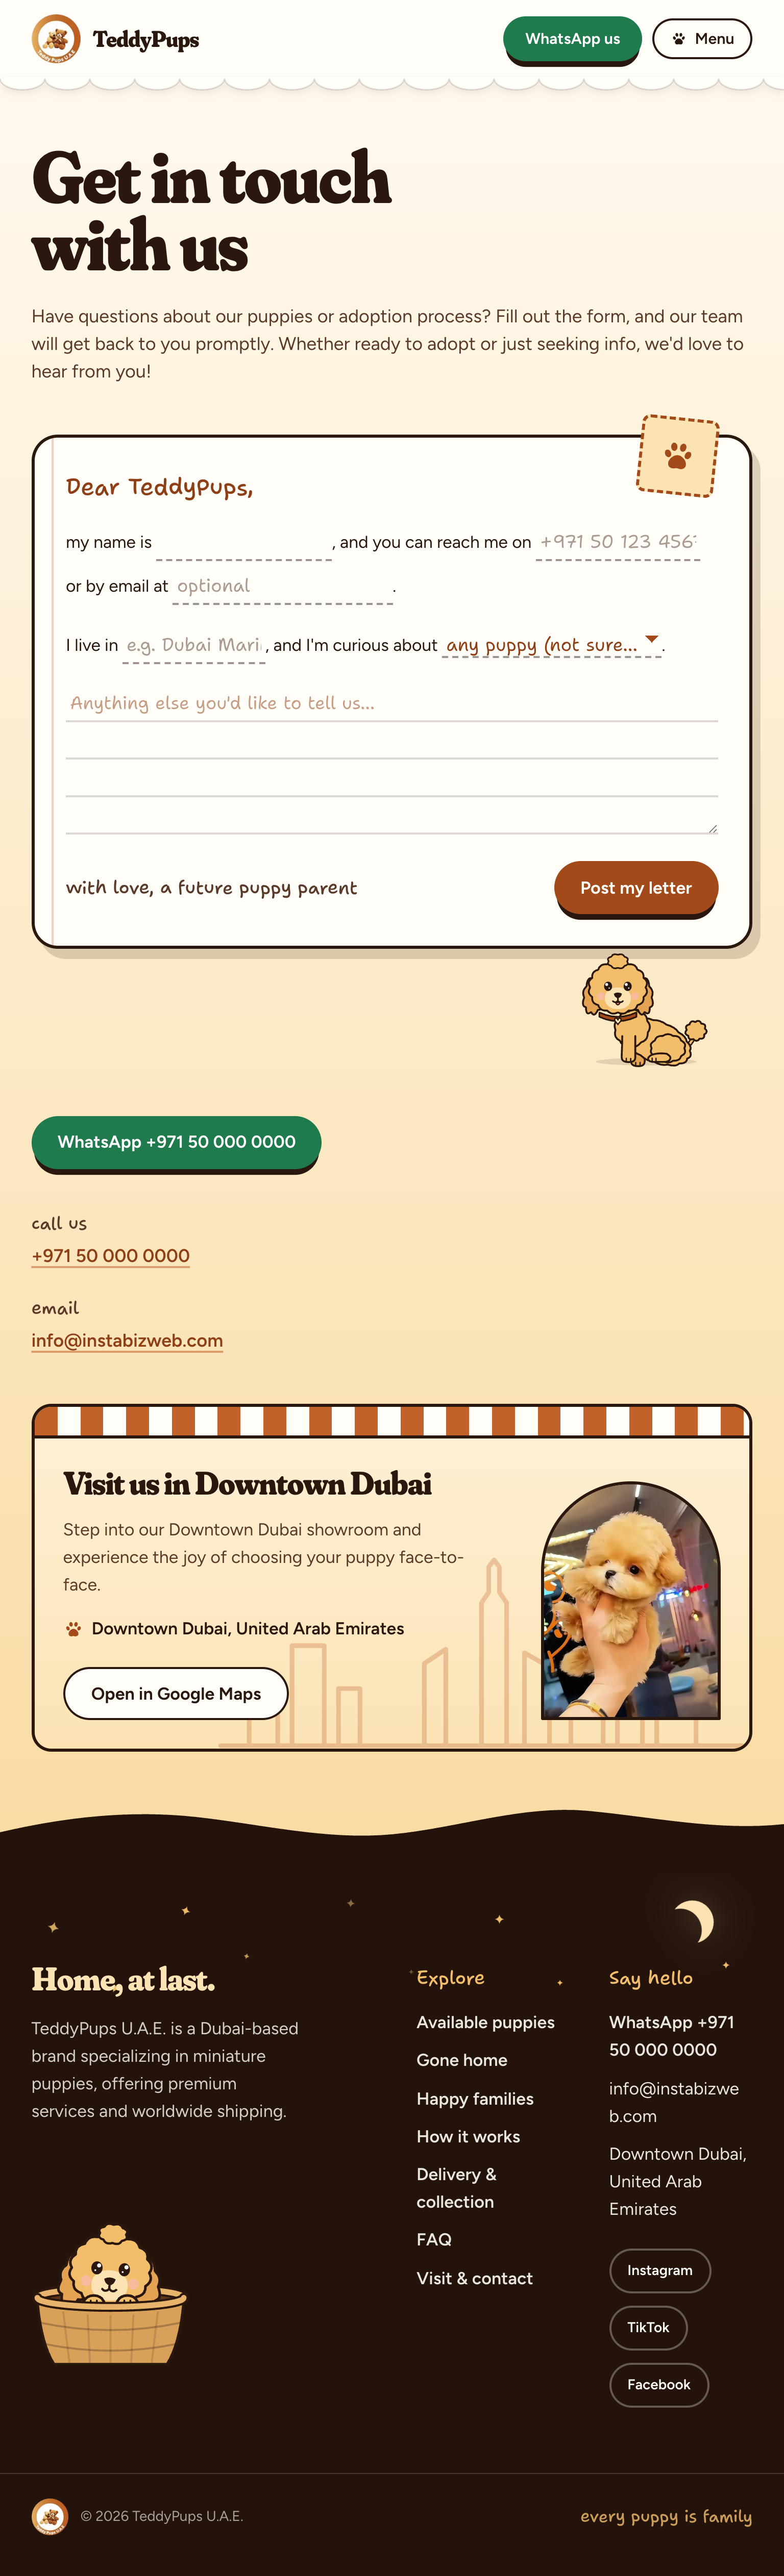 TeddyPups
WhatsApp us
Menu
Get in touch
with us
Have questions about our puppies or adoption process? Fill out the form, and our team
will get back to you promptly. Whether ready to adopt or just seeking info, we'd love to
hear from you!
Dear TeddyPups,
my name is , and you can reach me on +971 50 123 456
or by email at optional .
I live in e.g. Dubai Mari , and I'm curious about any puppy (not sure... .
Anything else you'd like to tell us...
with love, a future puppy parent
Post my letter
WhatsApp +971 50 000 0000
call us
+971 50 000 0000
email
info@instabizweb.com
Visit us in Downtown Dubai
Step into our Downtown Dubai showroom and
experience the joy of choosing your puppy face-to-
face.
Downtown Dubai, United Arab Emirates
Open in Google Maps
Home, at last.
TeddyPups U.A.E. is a Dubai-based
brand specializing in miniature
puppies, offering premium
services and worldwide shipping.
Explore
Available puppies
Gone home
Happy families
How it works
Delivery &
collection
FAQ
Visit & contact
Say hello
WhatsApp +971
50 000 0000
info@instabizwe
b.com
Downtown Dubai,
United Arab
Emirates
Instagram
TikTok
Facebook
© 2026 TeddyPups U.A.E.
every puppy is family